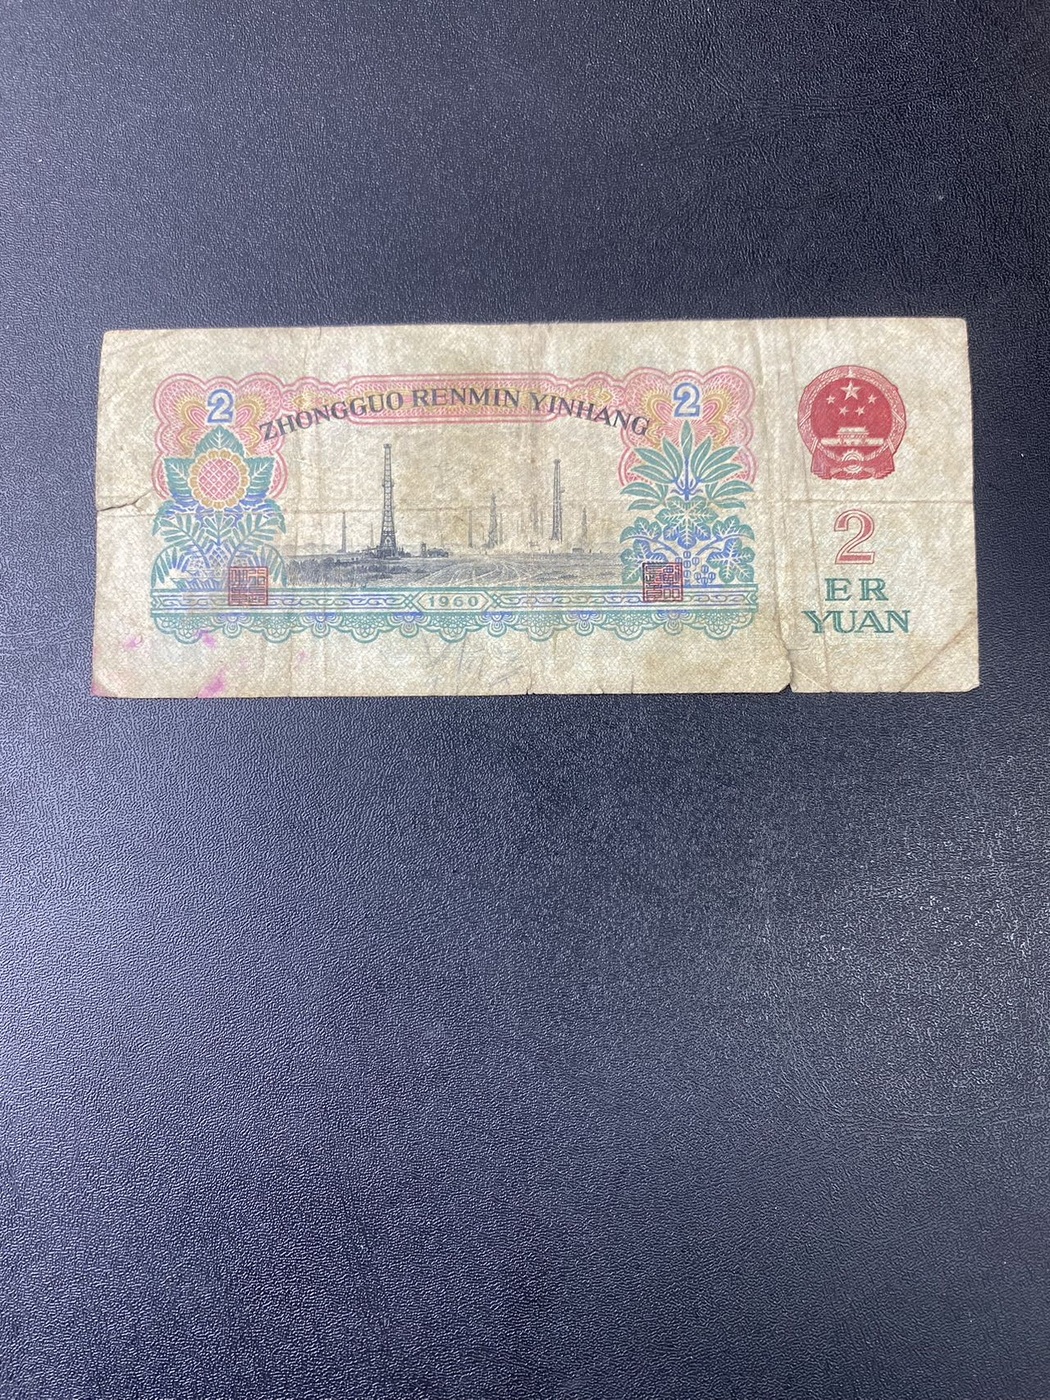 2
ZHONGGUO RENMIN YINHANG
2
1960
2
ER
YUAN